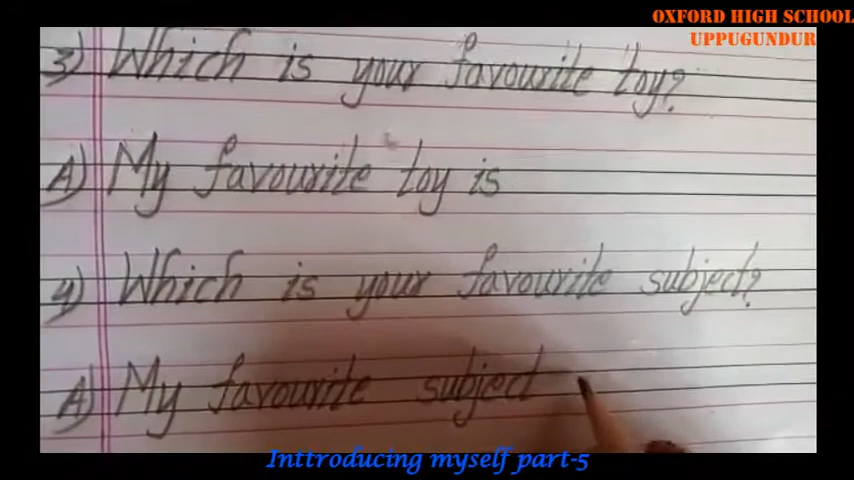 OXFORD HIGH SCHOOL
UPPUGUNDUR
3) Which is your favourite toy?
A) My favourite toy is
4) Which is your favourite subject?
A) My favourite subject
Inttroducing myself part-5